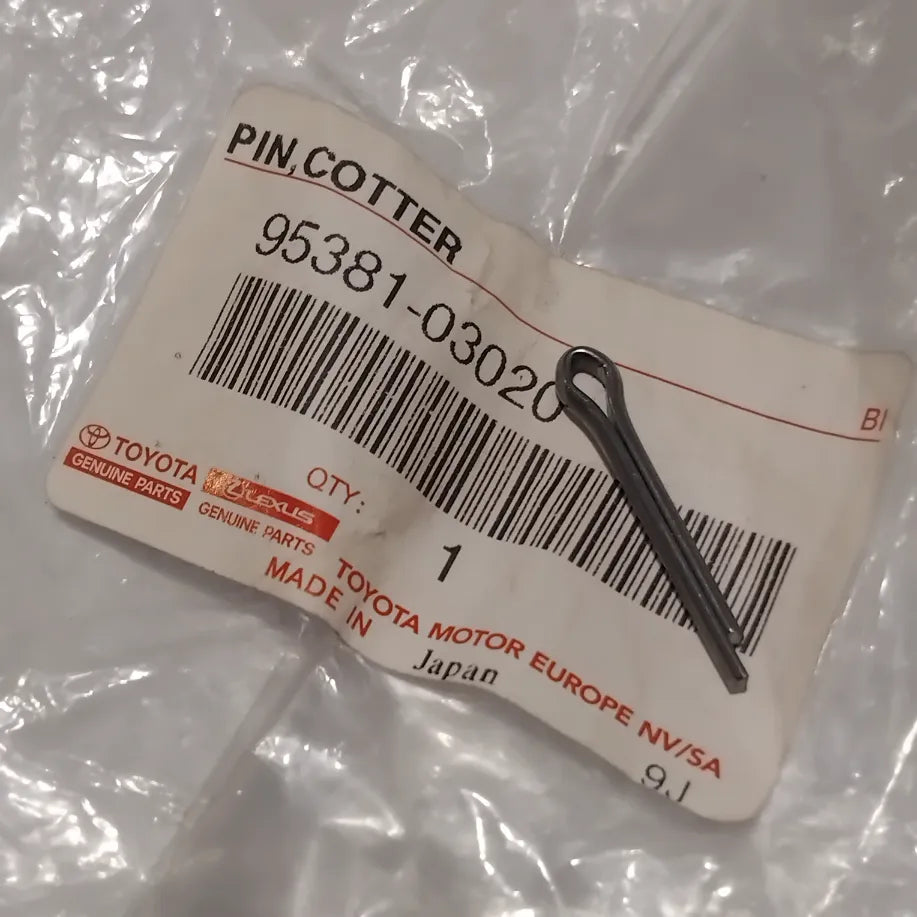 PIN,COTTER
95381-03020
BI
TOYOTA
GENUINE PARTS
LEXUS
GENUINE PARTS
QTY:
1
TOYOTA MOTOR EUROPE NV/SA
MADE IN
Japan
9J